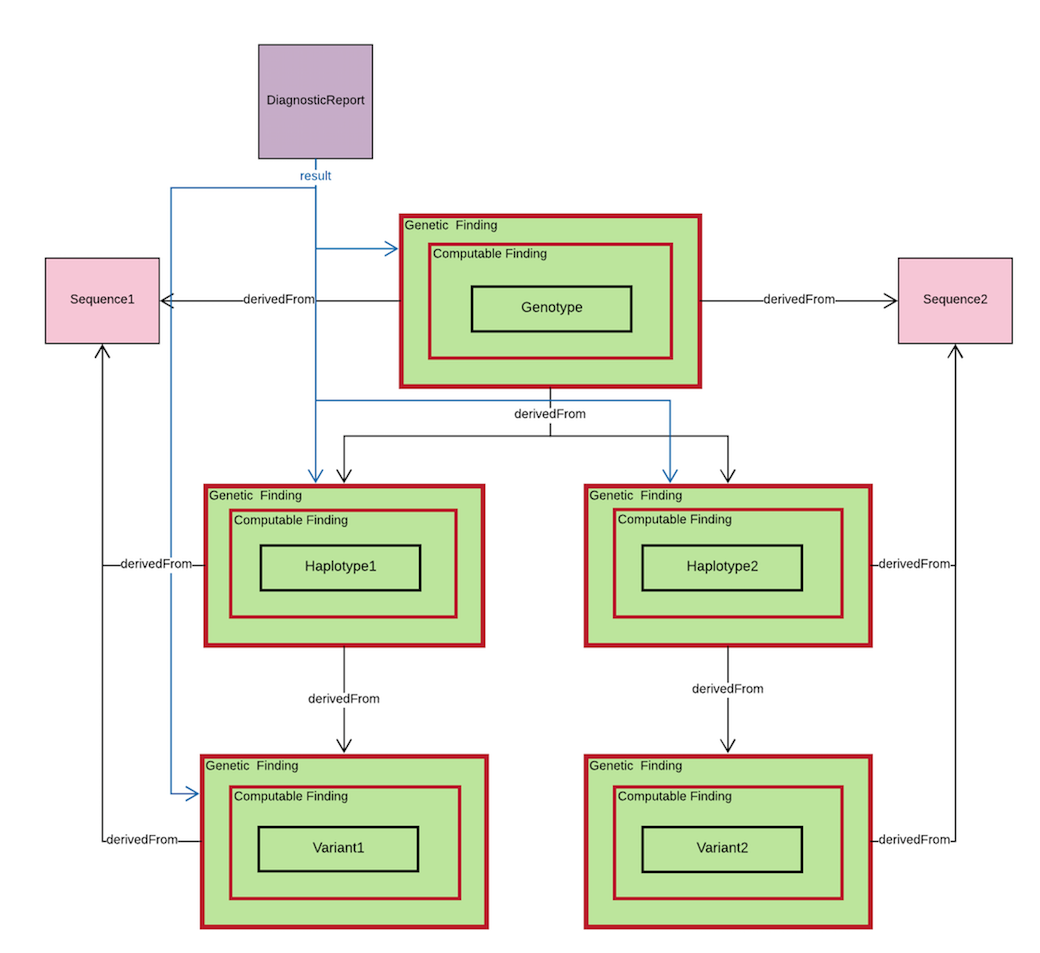 DiagnosticReport
result
Genetic  Finding
Computable Finding
Genotype
Sequence1
derivedFrom
derivedFrom
Sequence2
derivedFrom
Genetic  Finding
Computable Finding
Haplotype1
Genetic  Finding
Computable Finding
Haplotype2
derivedFrom
derivedFrom
derivedFrom
derivedFrom
Genetic  Finding
Computable Finding
Variant1
Genetic  Finding
Computable Finding
Variant2
derivedFrom
derivedFrom